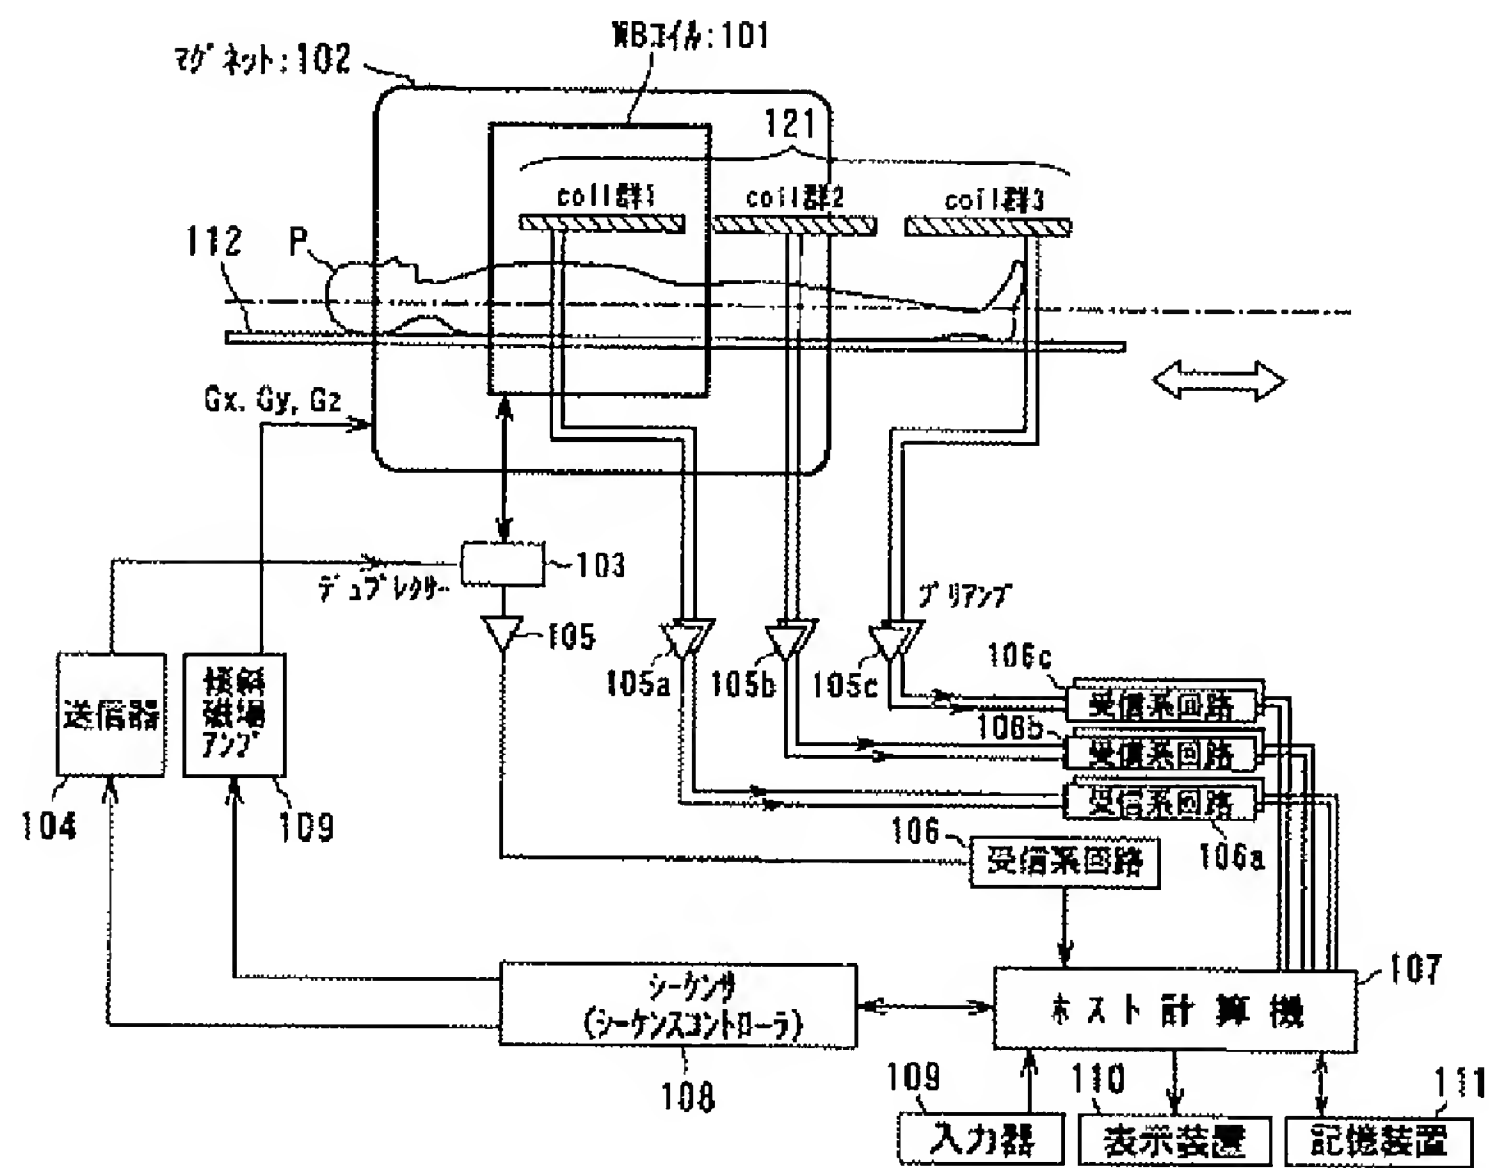 WBコイル:101
マグネット:102
121
coil群1
coil群2
coil群3
112
P
Gx, Gy, Gz
103
デュプレクサー
プリアンプ
105
105a
105b
105c
106c
受信系回路
106b
受信系回路
受信系回路
106a
送信器
傾斜
磁場
アンプ
104
109
106
受信系回路
107
シーケンサ
(シーケンスコントローラ)
ホスト計算機
108
109
110
111
入力器
表示装置
記憶装置